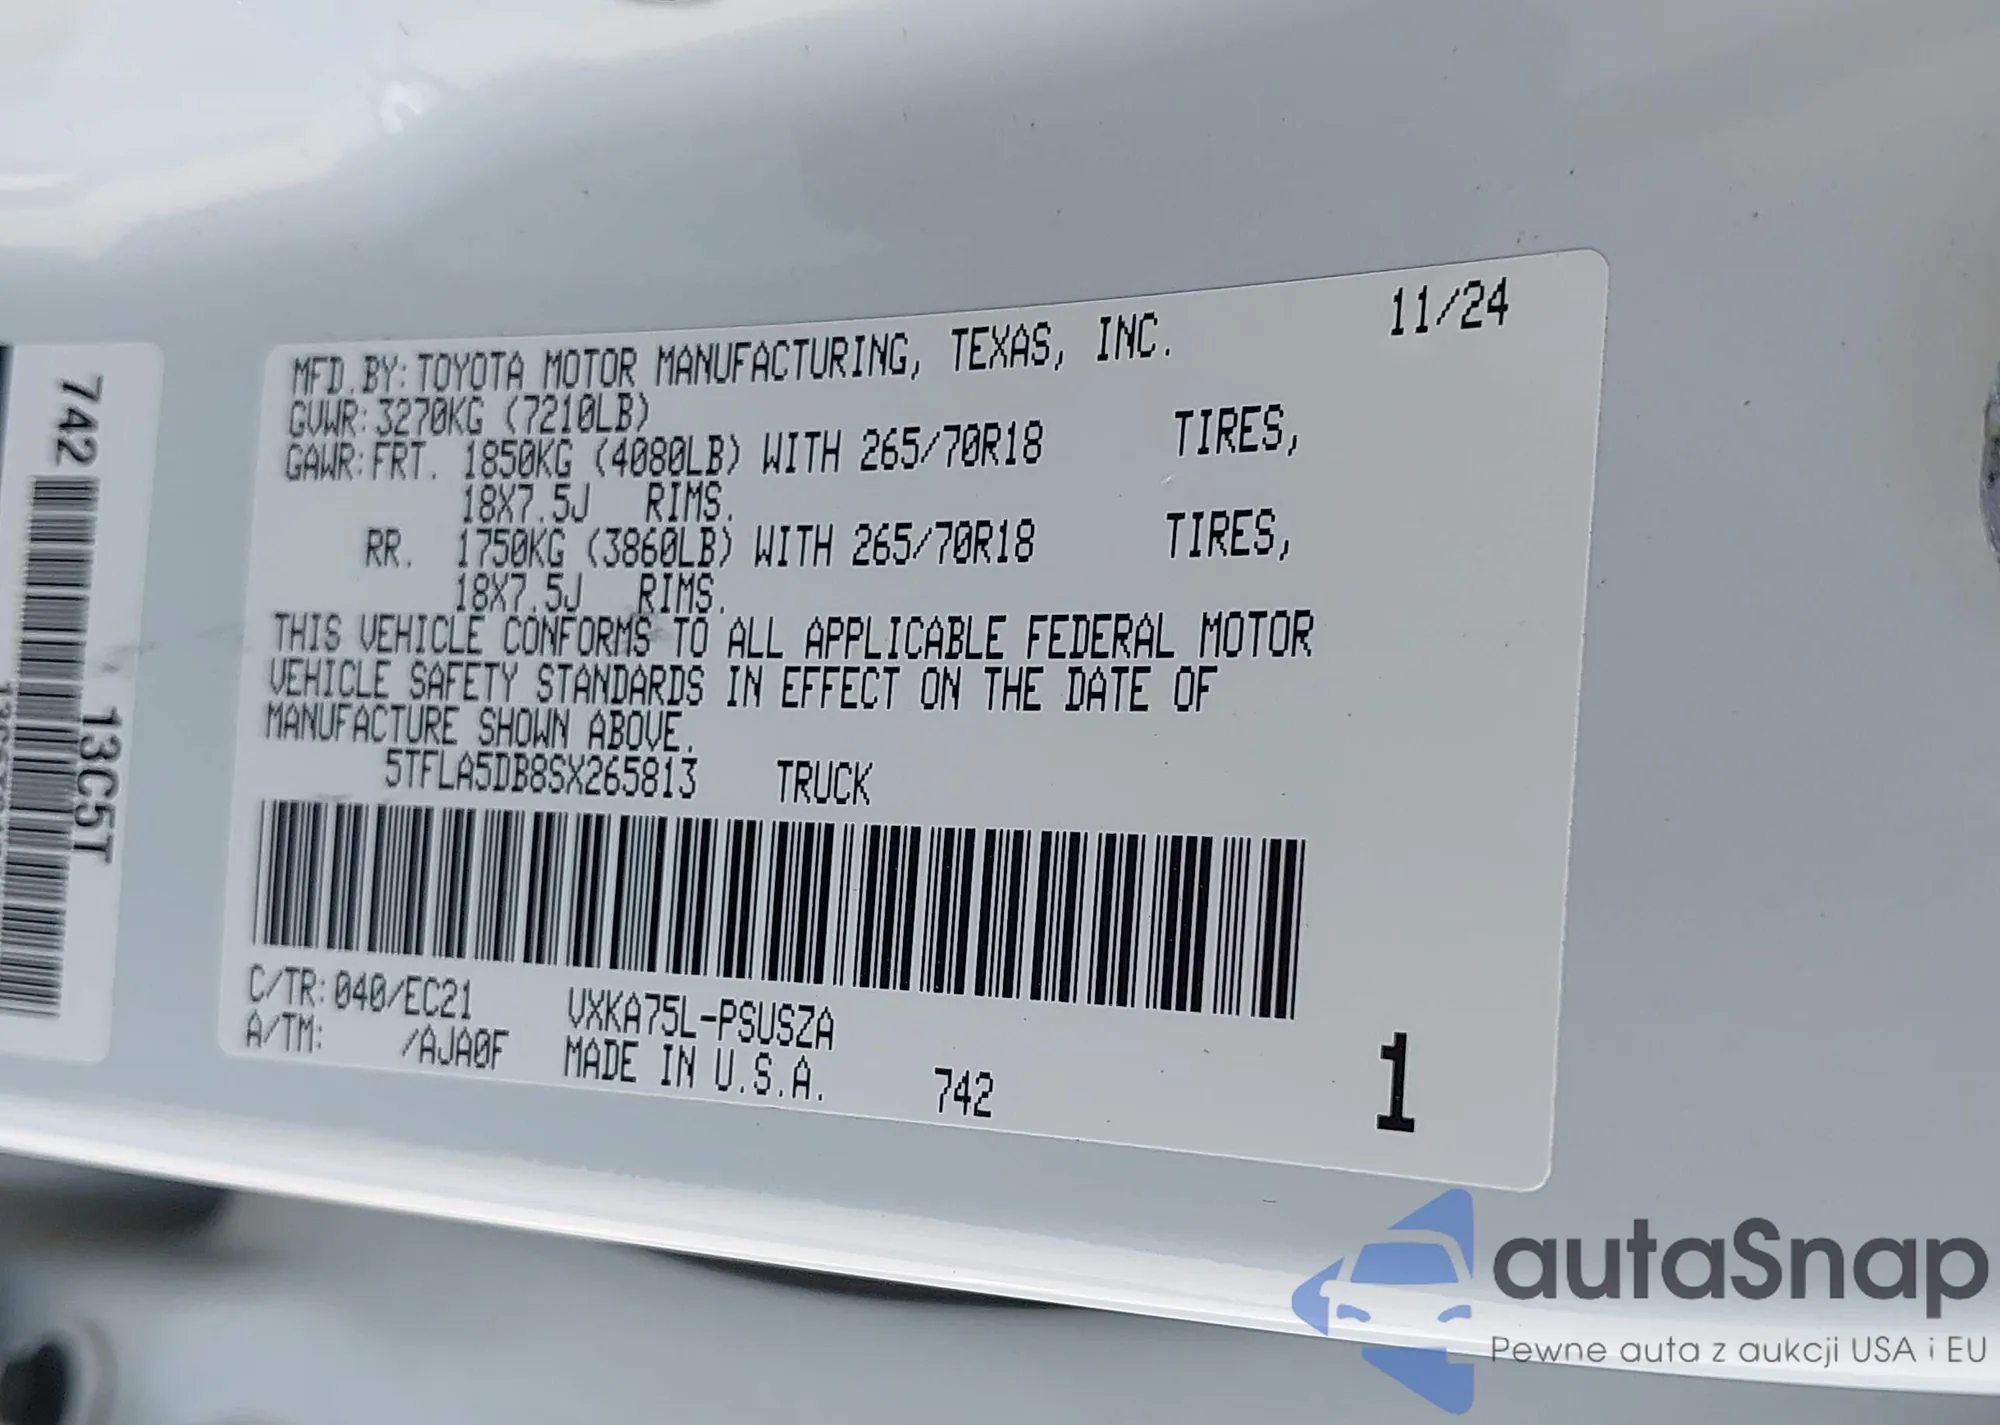 MFD. BY: TOYOTA MOTOR MANUFACTURING, TEXAS, INC. 11/24
GVWR: 3270KG (7210LB)
GAWR: FRT. 1850KG (4080LB) WITH 265/70R18 TIRES,
18X7.5J RIMS.
RR. 1750KG (3860LB) WITH 265/70R18 TIRES,
18X7.5J RIMS.
THIS VEHICLE CONFORMS TO ALL APPLICABLE FEDERAL MOTOR
VEHICLE SAFETY STANDARDS IN EFFECT ON THE DATE OF
MANUFACTURE SHOWN ABOVE.
5TFLA5DB8SX265813 TRUCK
C/TR: 040/EC21 VXKA75L-PSUSZA
A/TM: /AJA0F MADE IN U.S.A. 742 1
742
13C5T
autaSnap
Pewne auta z aukcji USA i EU